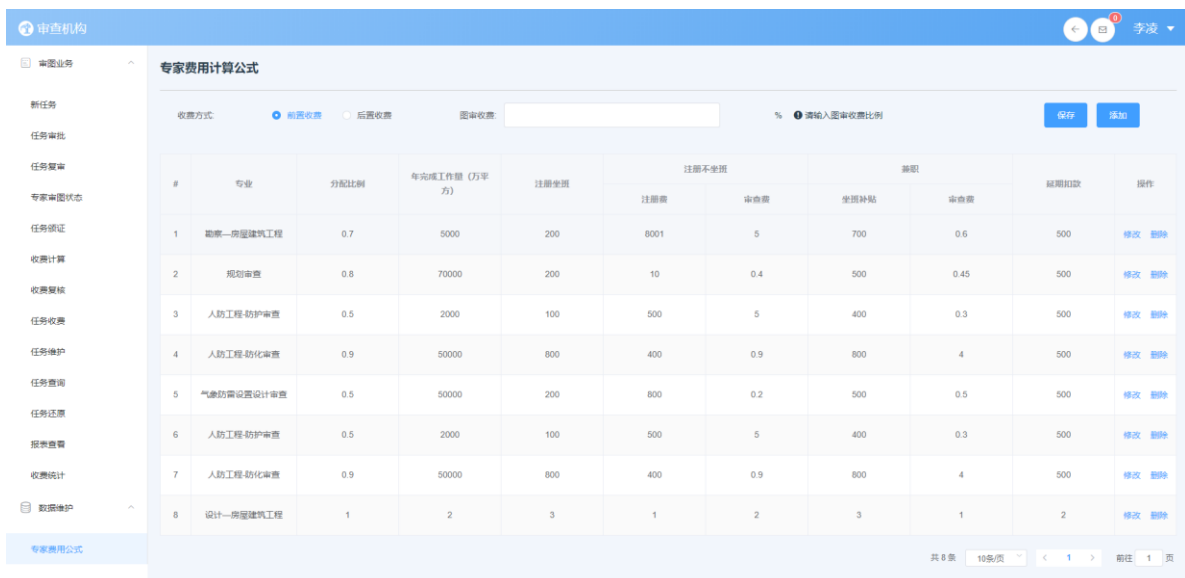 审查机构
0
李凌
审图业务
新任务
任务审批
任务复审
专家审图状态
任务领证
收费计算
收费复核
任务收费
任务维护
任务查询
任务还原
报表查看
收费统计
数据维护
专家费用公式
专家费用计算公式
收费方式: 前置收费 后置收费 图审收费: % 请输入图审收费比例 保存 添加
# 专业 分配比例 年完成工作量（万平方） 注册坐班 注册不坐班 兼职 延期扣款 操作
注册费 审查费 坐班补贴 审查费
1 勘察—房屋建筑工程 0.7 5000 200 8001 5 700 0.6 500 修改 删除
2 规划审查 0.8 70000 200 10 0.4 500 0.45 500 修改 删除
3 人防工程-防护审查 0.5 2000 100 500 5 400 0.3 500 修改 删除
4 人防工程-防化审查 0.9 50000 800 400 0.9 800 4 500 修改 删除
5 气象防雷设置设计审查 0.5 50000 200 800 0.2 500 0.5 500 修改 删除
6 人防工程-防护审查 0.5 2000 100 500 5 400 0.3 500 修改 删除
7 人防工程-防化审查 0.9 50000 800 400 0.9 800 4 500 修改 删除
8 设计—房屋建筑工程 1 2 3 1 2 3 1 2 修改 删除
共 8 条 10条/页 < 1 > 前往 1 页